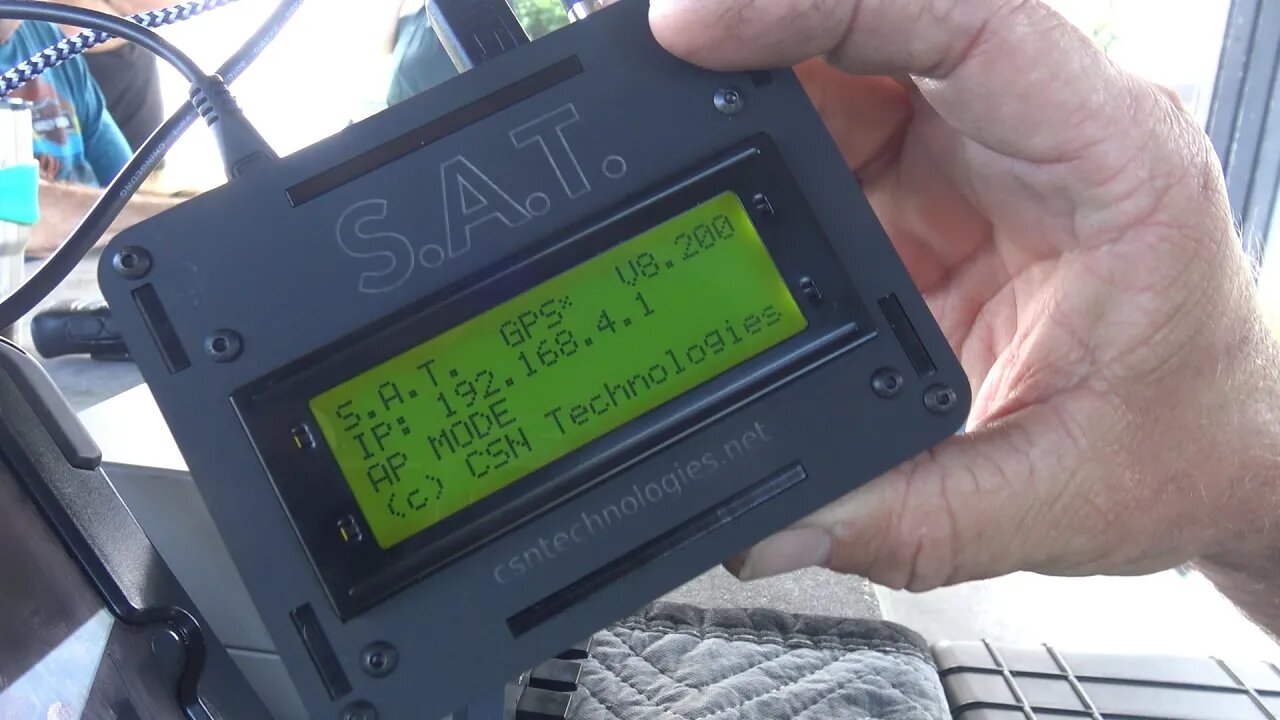 S.A.T.
S.A.T. GPS× V8.200
IP: 192.168.4.1
AP MODE
(c) CSN Technologies
csntechnologies.net